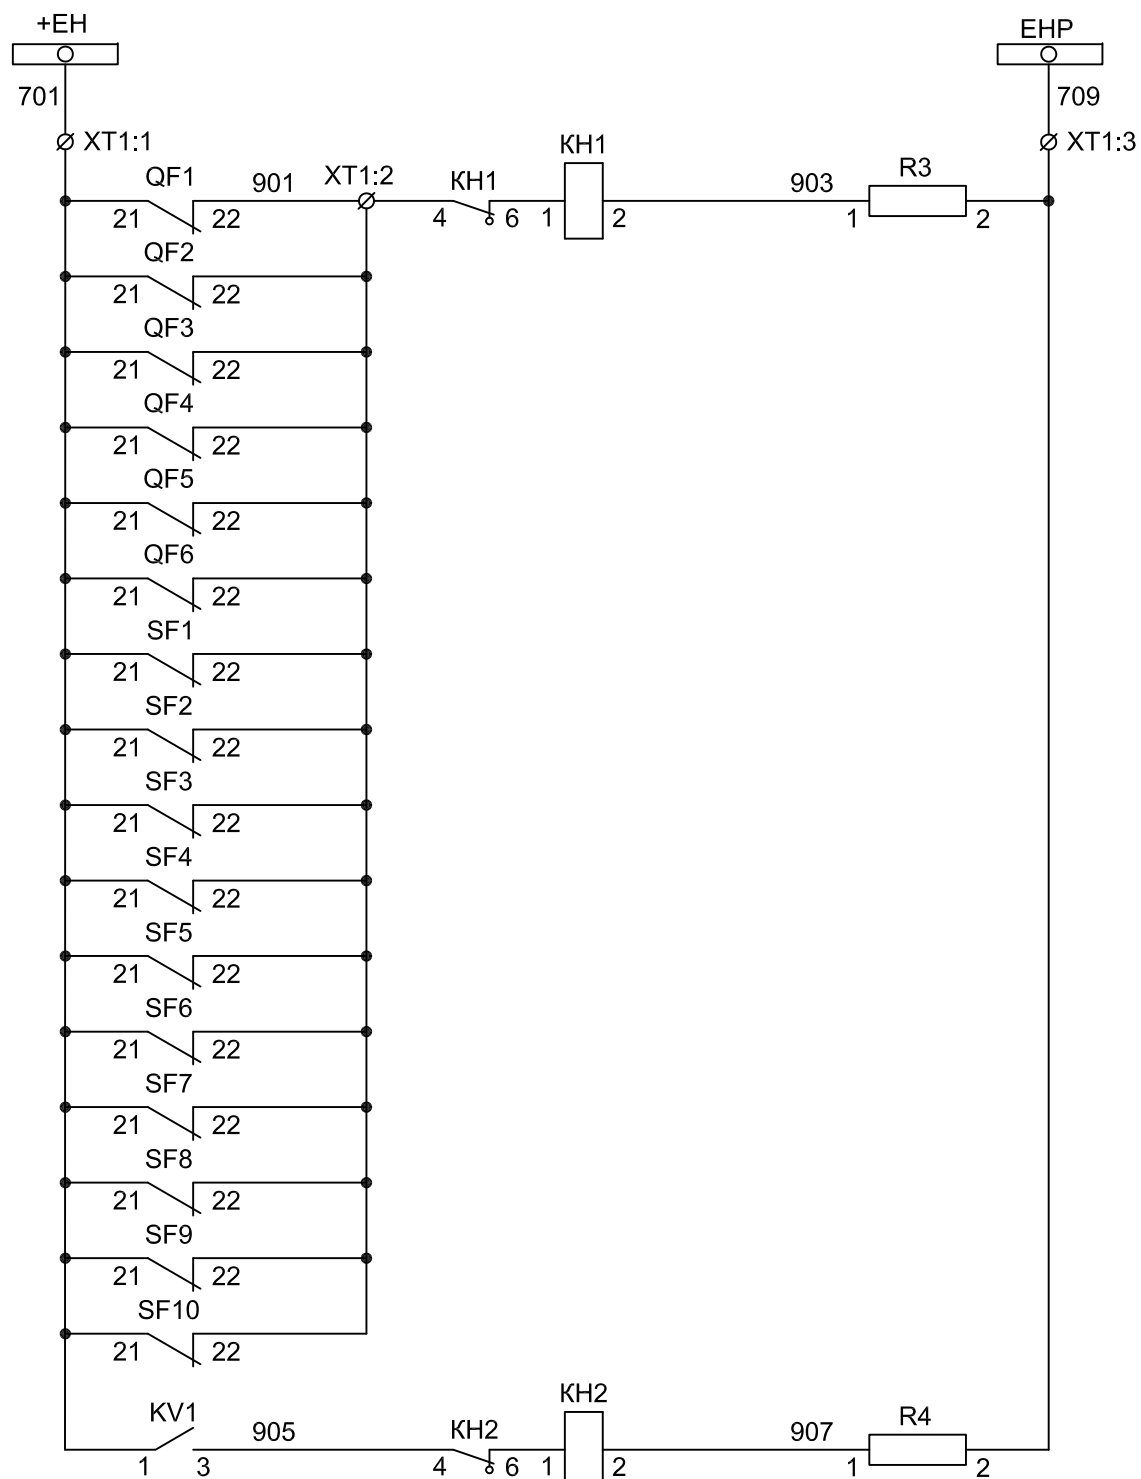 +EH EHP
701 709
XT1:1 KH1 XT1:3
QF1 901 XT1:2 KH1 903 R3
21 22 4 6 1 2 1 2
QF2
21 22
QF3
21 22
QF4
21 22
QF5
21 22
QF6
21 22
SF1
21 22
SF2
21 22
SF3
21 22
SF4
21 22
SF5
21 22
SF6
21 22
SF7
21 22
SF8
21 22
SF9
21 22
SF10
21 22
KV1 905 KH2 KH2 907 R4
1 3 4 6 1 2 1 2